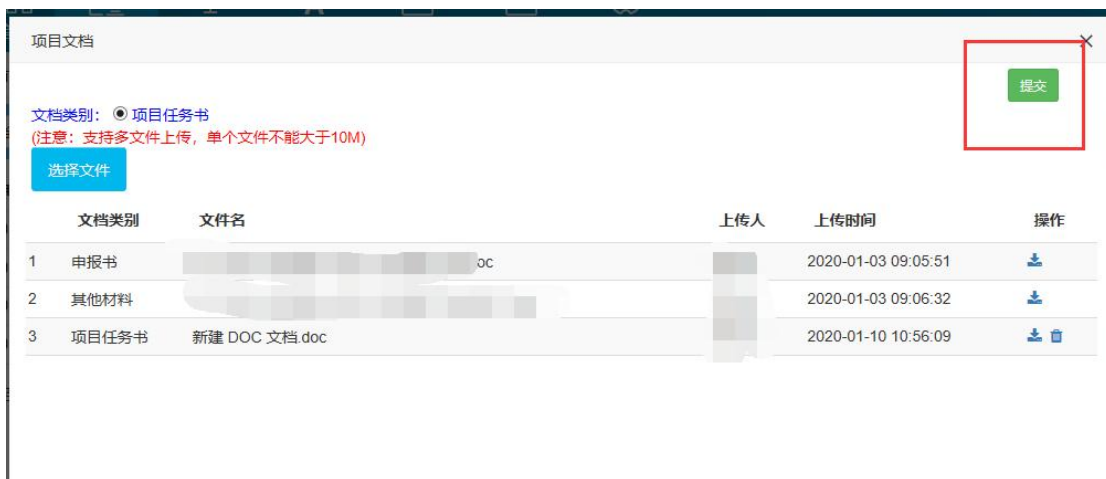 项目文档
提交
文档类别： 项目任务书
(注意：支持多文件上传，单个文件不能大于10M)
选择文件
文档类别 文件名 上传人 上传时间 操作
1 申报书 oc 2020-01-03 09:05:51
2 其他材料 2020-01-03 09:06:32
3 项目任务书 新建 DOC 文档.doc 2020-01-10 10:56:09